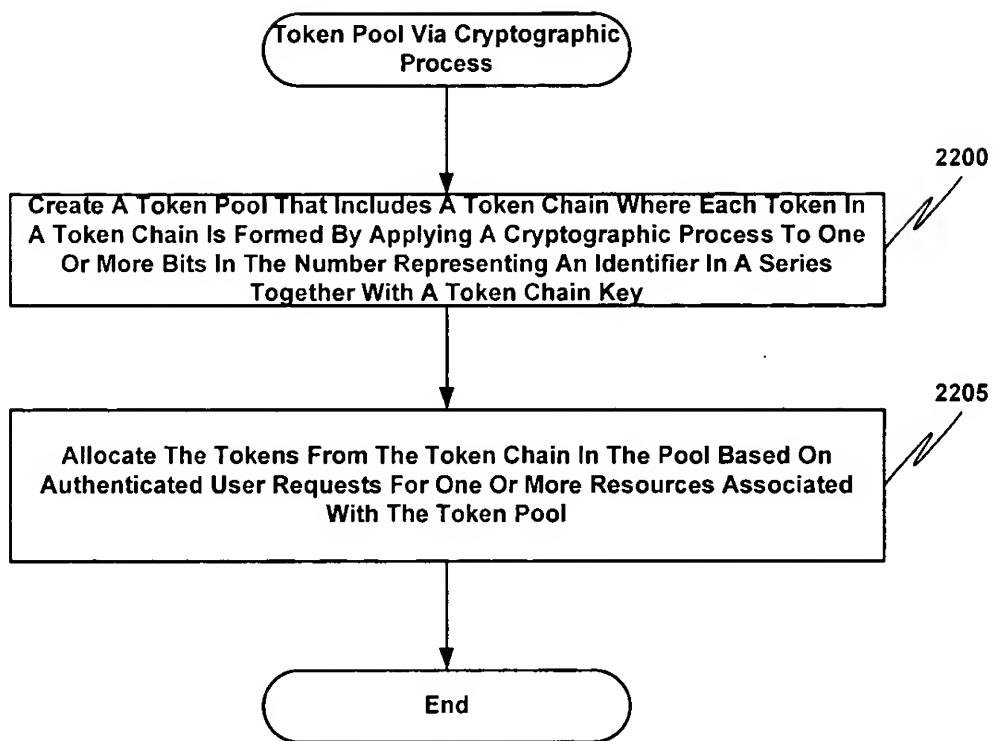 Token Pool Via Cryptographic
Process
2200
Create A Token Pool That Includes A Token Chain Where Each Token In
A Token Chain Is Formed By Applying A Cryptographic Process To One
Or More Bits In The Number Representing An Identifier In A Series
Together With A Token Chain Key
2205
Allocate The Tokens From The Token Chain In The Pool Based On
Authenticated User Requests For One Or More Resources Associated
With The Token Pool
End